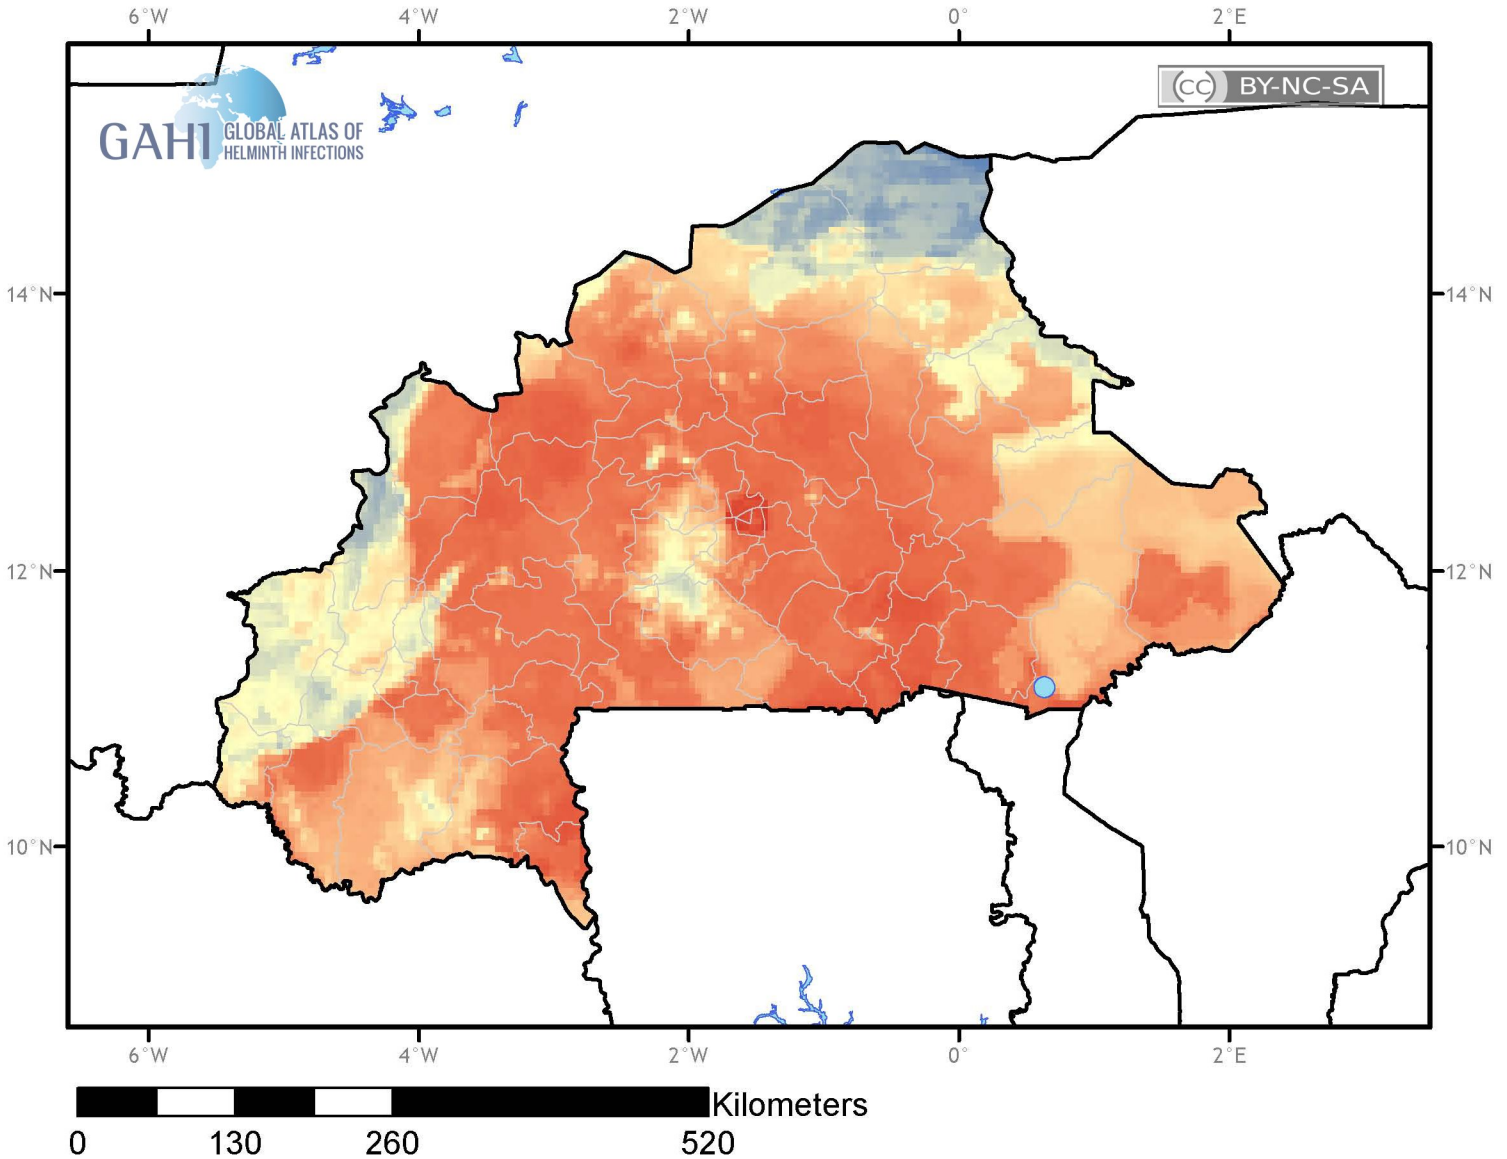 6°W 4°W 2°W 0° 2°E
GAHI GLOBAL ATLAS OF
HELMINTH INFECTIONS
(cc) BY-NC-SA
14°N 14°N
12°N 12°N
10°N 10°N
6°W 4°W 2°W 0° 2°E
Kilometers
0 130 260 520